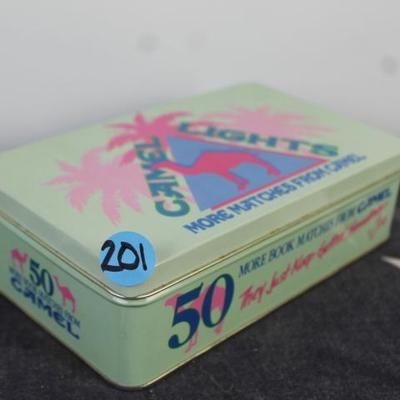 CAMEL
LIGHTS
MORE MATCHES FROM CAMEL
201
50
MORE BOOK MATCHES FROM CAMEL
They Just Keep Gettin'
50
CAMEL